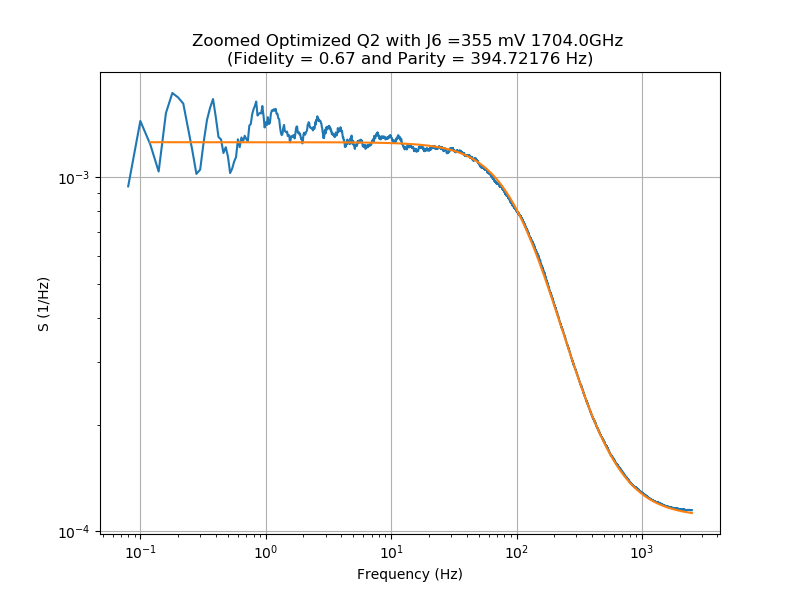 Zoomed Optimized Q2 with J6 =355 mV 1704.0GHz
(Fidelity = 0.67 and Parity = 394.72176 Hz)
S (1/Hz)
10⁻³
10⁻⁴
10⁻¹ 10⁰ 10¹ 10² 10³
Frequency (Hz)